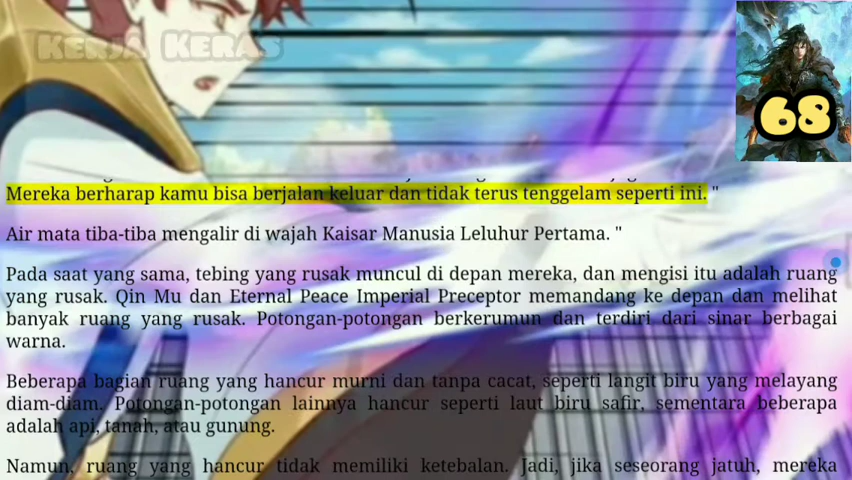 KERJA KERAS
68
Mereka berharap kamu bisa berjalan keluar dan tidak terus tenggelam seperti ini. "
Air mata tiba-tiba mengalir di wajah Kaisar Manusia Leluhur Pertama. "
Pada saat yang sama, tebing yang rusak muncul di depan mereka, dan mengisi itu adalah ruang
yang rusak. Qin Mu dan Eternal Peace Imperial Preceptor memandang ke depan dan melihat
banyak ruang yang rusak. Potongan-potongan berkerumun dan terdiri dari sinar berbagai
warna.
Beberapa bagian ruang yang hancur murni dan tanpa cacat, seperti langit biru yang melayang
diam-diam. Potongan-potongan lainnya hancur seperti laut biru safir, sementara beberapa
adalah api, tanah, atau gunung.
Namun, ruang yang hancur tidak memiliki ketebalan. Jadi, jika seseorang jatuh, mereka